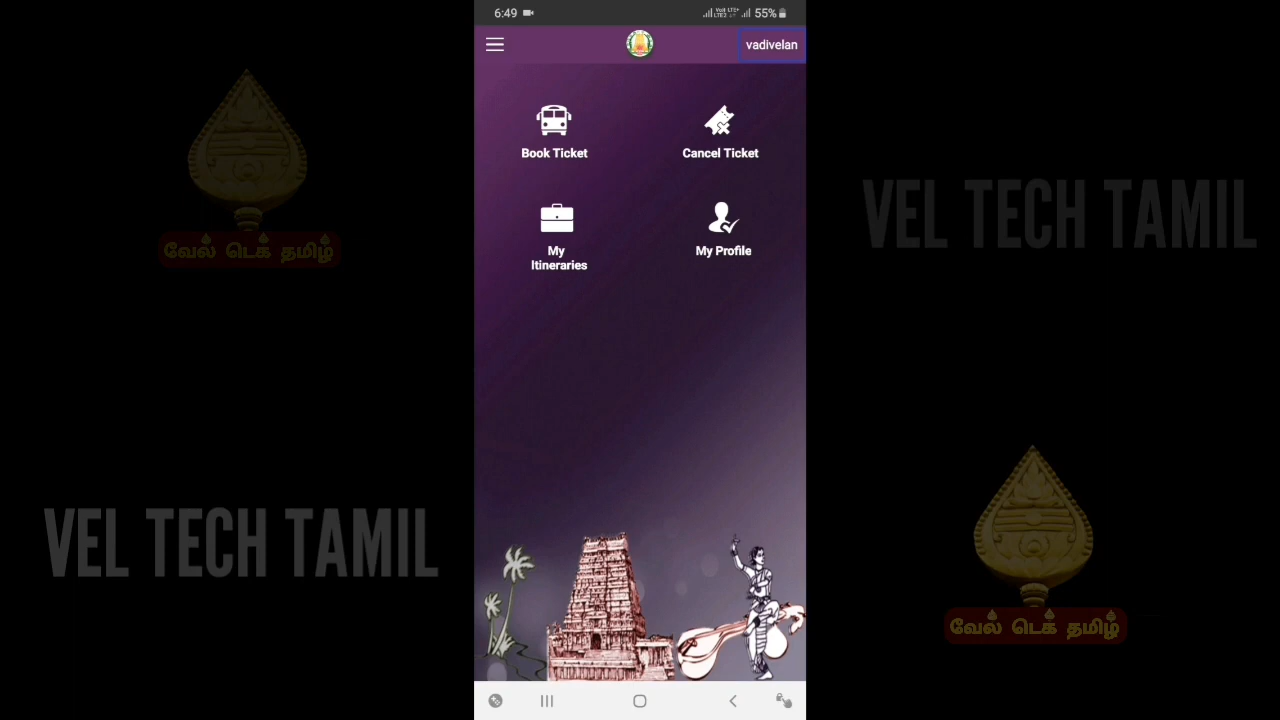 6:49
55%
vadivelan
Book Ticket
Cancel Ticket
My
Itineraries
My Profile
வேல் டெக் தமிழ்
VEL TECH TAMIL
VEL TECH TAMIL
வேல் டெக் தமிழ்